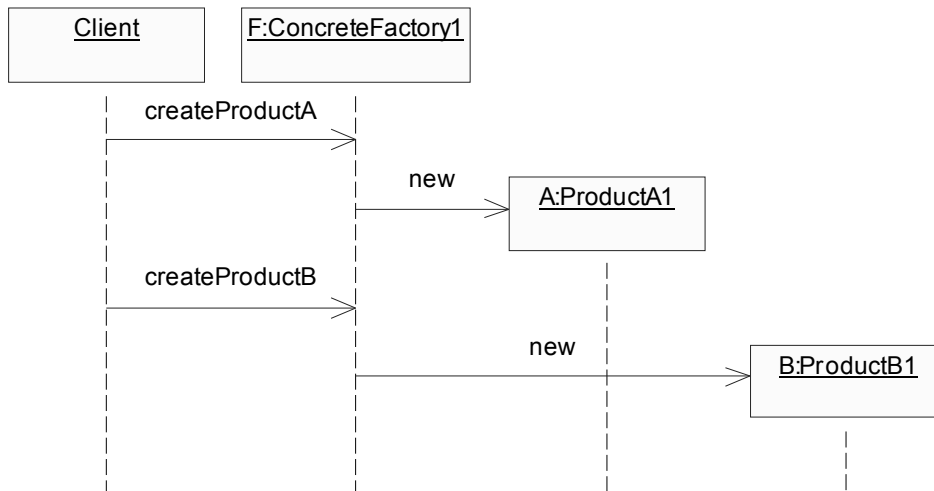 Client
F:ConcreteFactory1
createProductA
new
A:ProductA1
createProductB
new
B:ProductB1